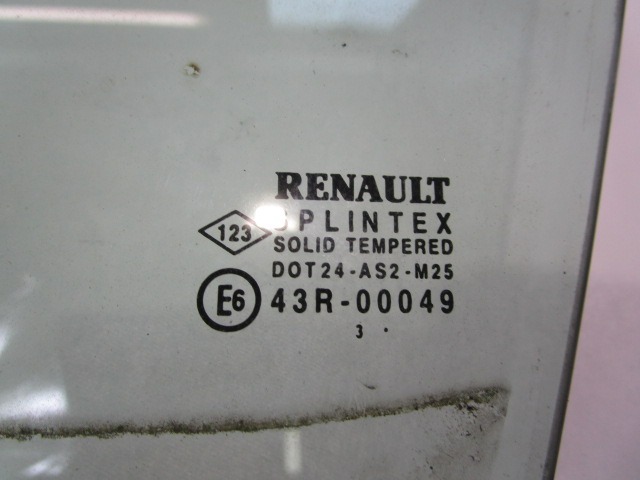 RENAULT
SPLINTEX
123
SOLID TEMPERED
DOT24-AS2-M25
E6 43R-00049
3 .